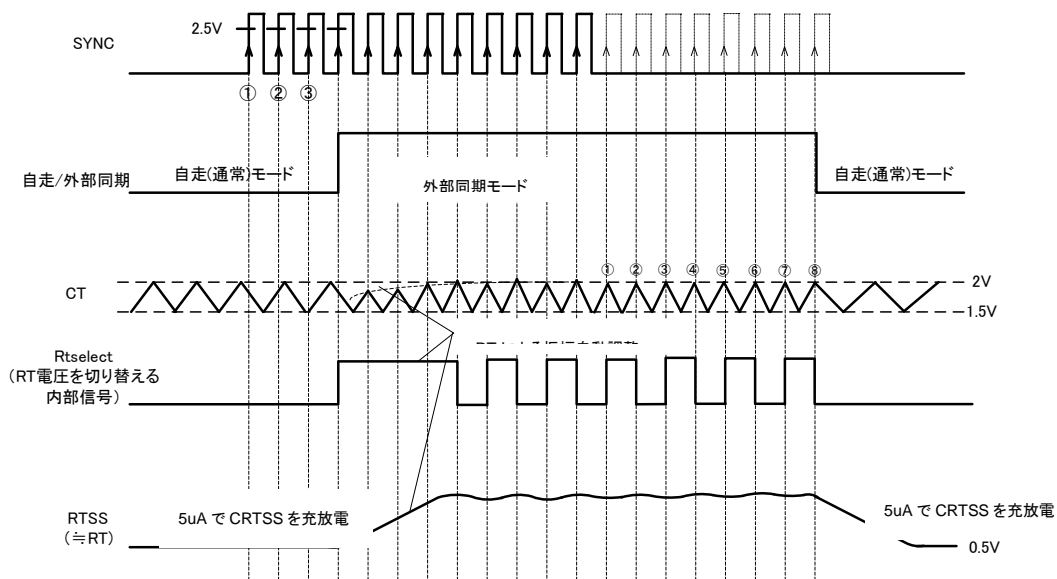 2.5V
SYNC
① ② ③
自走/外部同期
自走(通常)モード
外部同期モード
自走(通常)モード
① ② ③ ④ ⑤ ⑥ ⑦ ⑧
CT
2V
1.5V
Rtselect
(RT電圧を切り替える
内部信号)
RTSS
(≒RT)
5uA で CRTSS を充放電
5uA で CRTSS を充放電
0.5V